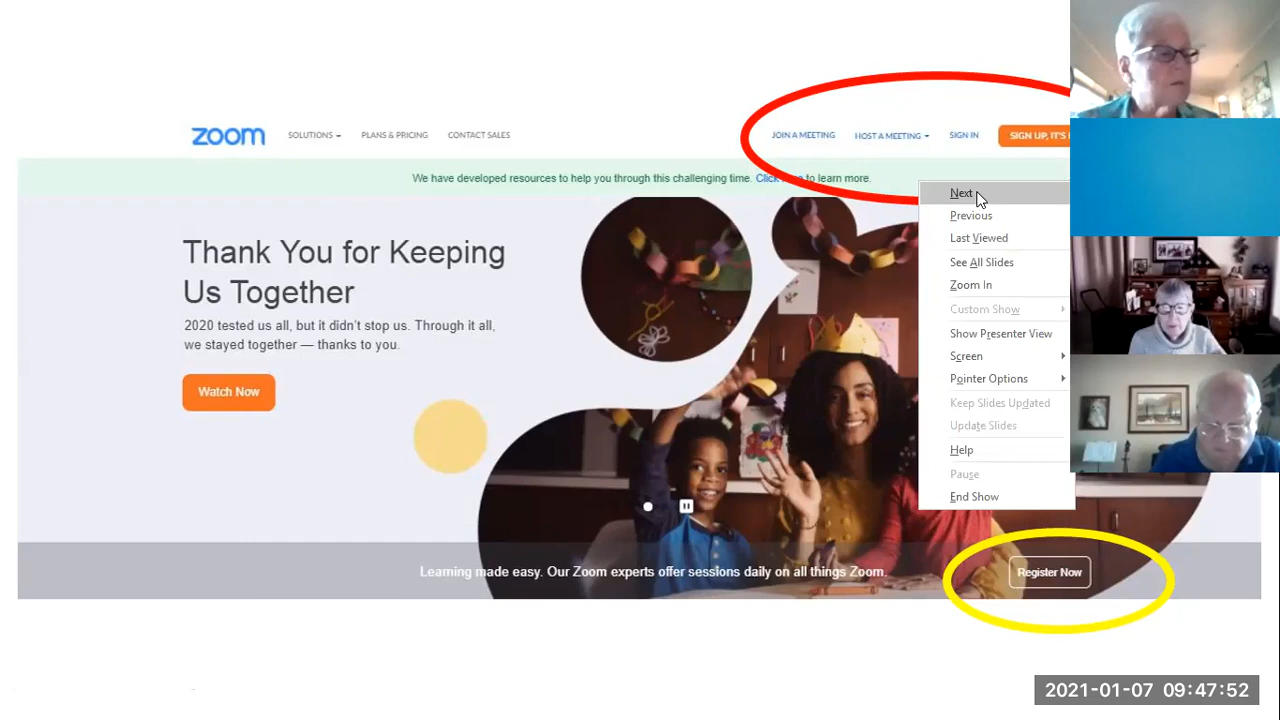 zoom
SOLUTIONS
PLANS & PRICING
CONTACT SALES
JOIN A MEETING
HOST A MEETING
SIGN IN
SIGN UP, IT'S
We have developed resources to help you through this challenging time. Click to learn more.
Thank You for Keeping
Us Together
2020 tested us all, but it didn't stop us. Through it all,
we stayed together — thanks to you.
Watch Now
Next
Previous
Last Viewed
See All Slides
Zoom In
Custom Show
Show Presenter View
Screen
Pointer Options
Keep Slides Updated
Update Slides
Help
Pause
End Show
Learning made easy. Our Zoom experts offer sessions daily on all things Zoom.
Register Now
2021-01-07 09:47:52